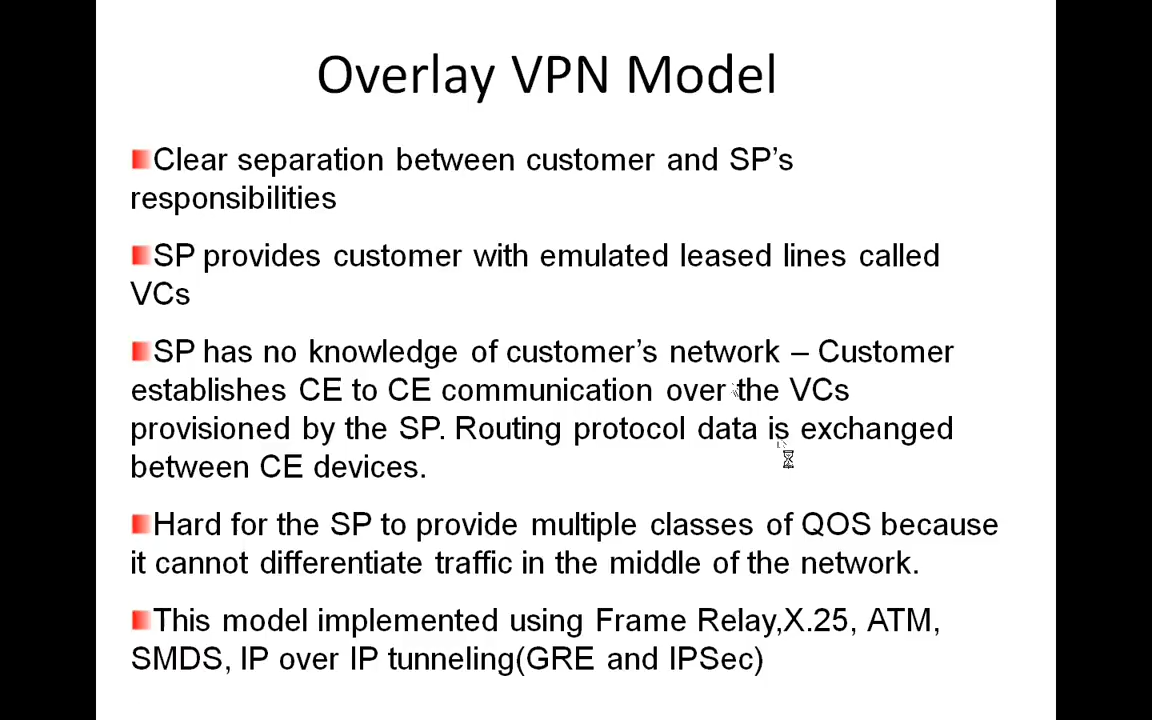 Overlay VPN Model
Clear separation between customer and SP’s
responsibilities
SP provides customer with emulated leased lines called
VCs
SP has no knowledge of customer’s network – Customer
establishes CE to CE communication over the VCs
provisioned by the SP. Routing protocol data is exchanged
between CE devices.
Hard for the SP to provide multiple classes of QOS because
it cannot differentiate traffic in the middle of the network.
This model implemented using Frame Relay,X.25, ATM,
SMDS, IP over IP tunneling(GRE and IPSec)